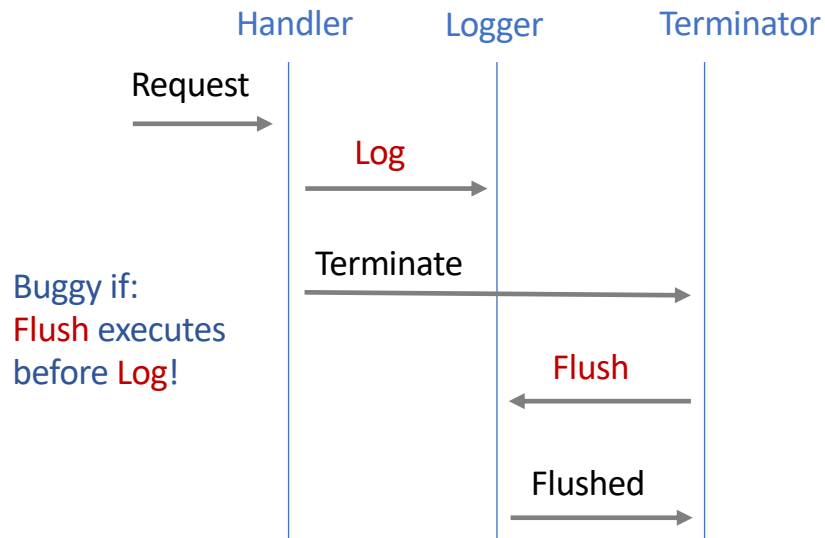 Handler Logger Terminator
Request
Log
Terminate
Buggy if:
Flush executes
before Log!
Flush
Flushed